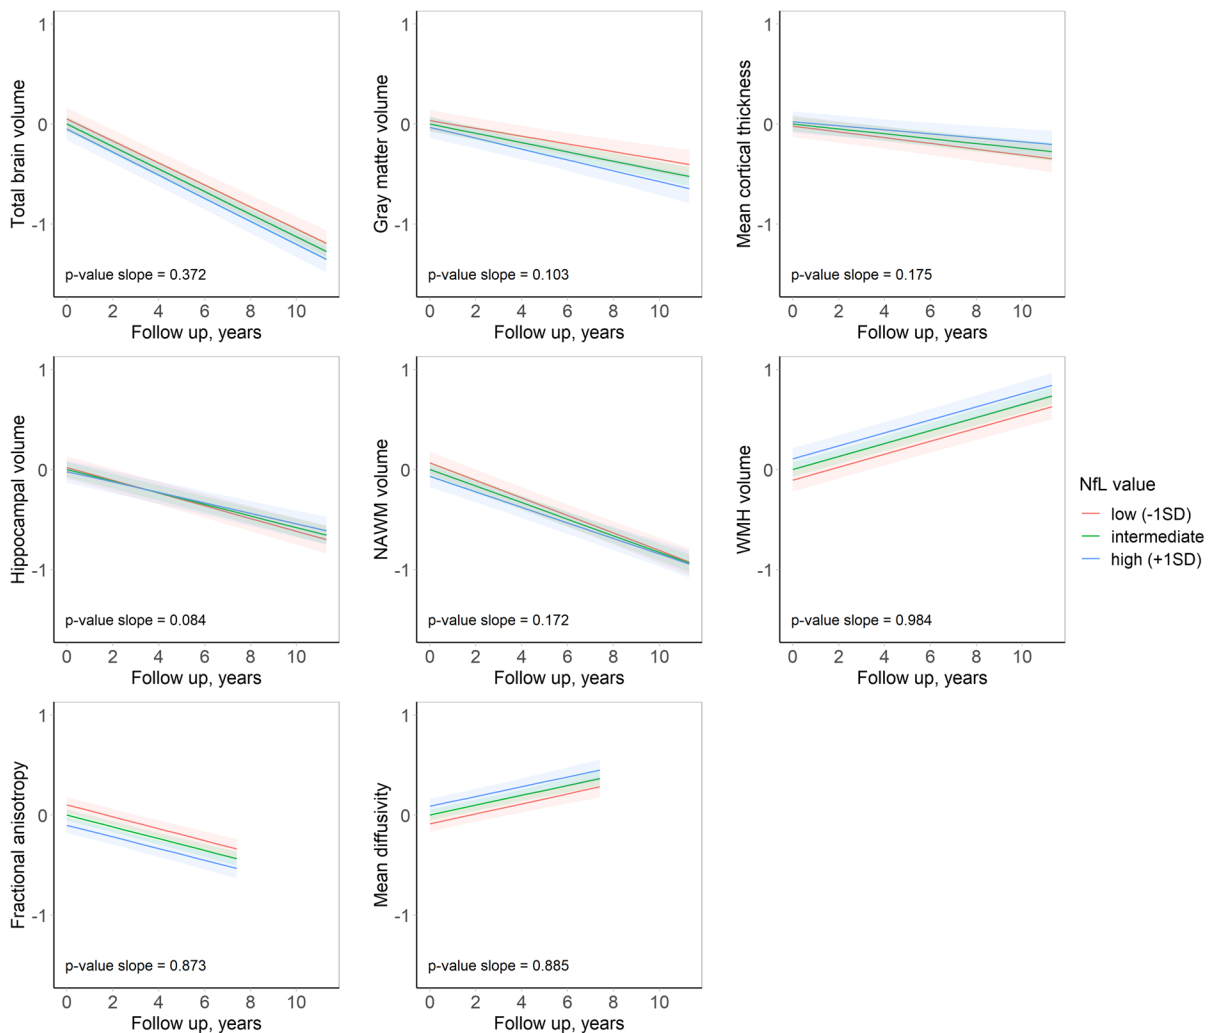 Total brain volume
1
0
-1
p-value slope = 0.372
0 2 4 6 8 10
Follow up, years
Gray matter volume
1
0
-1
p-value slope = 0.103
0 2 4 6 8 10
Follow up, years
Mean cortical thickness
1
0
-1
p-value slope = 0.175
0 2 4 6 8 10
Follow up, years
Hippocampal volume
1
0
-1
p-value slope = 0.084
0 2 4 6 8 10
Follow up, years
NAWM volume
1
0
-1
p-value slope = 0.172
0 2 4 6 8 10
Follow up, years
WMH volume
1
0
-1
p-value slope = 0.984
0 2 4 6 8 10
Follow up, years
NfL value
low (-1SD)
intermediate
high (+1SD)
Fractional anisotropy
1
0
-1
p-value slope = 0.873
0 2 4 6 8 10
Follow up, years
Mean diffusivity
1
0
-1
p-value slope = 0.885
0 2 4 6 8 10
Follow up, years